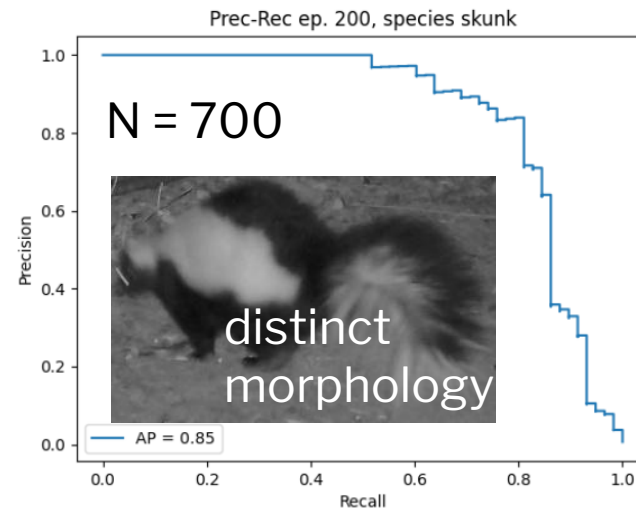 Prec-Rec ep. 200, species skunk
1.0
N = 700
0.8
0.6
Precision
0.4
distinct
morphology
0.2
AP = 0.85
0.0
0.0 0.2 0.4 0.6 0.8 1.0
Recall